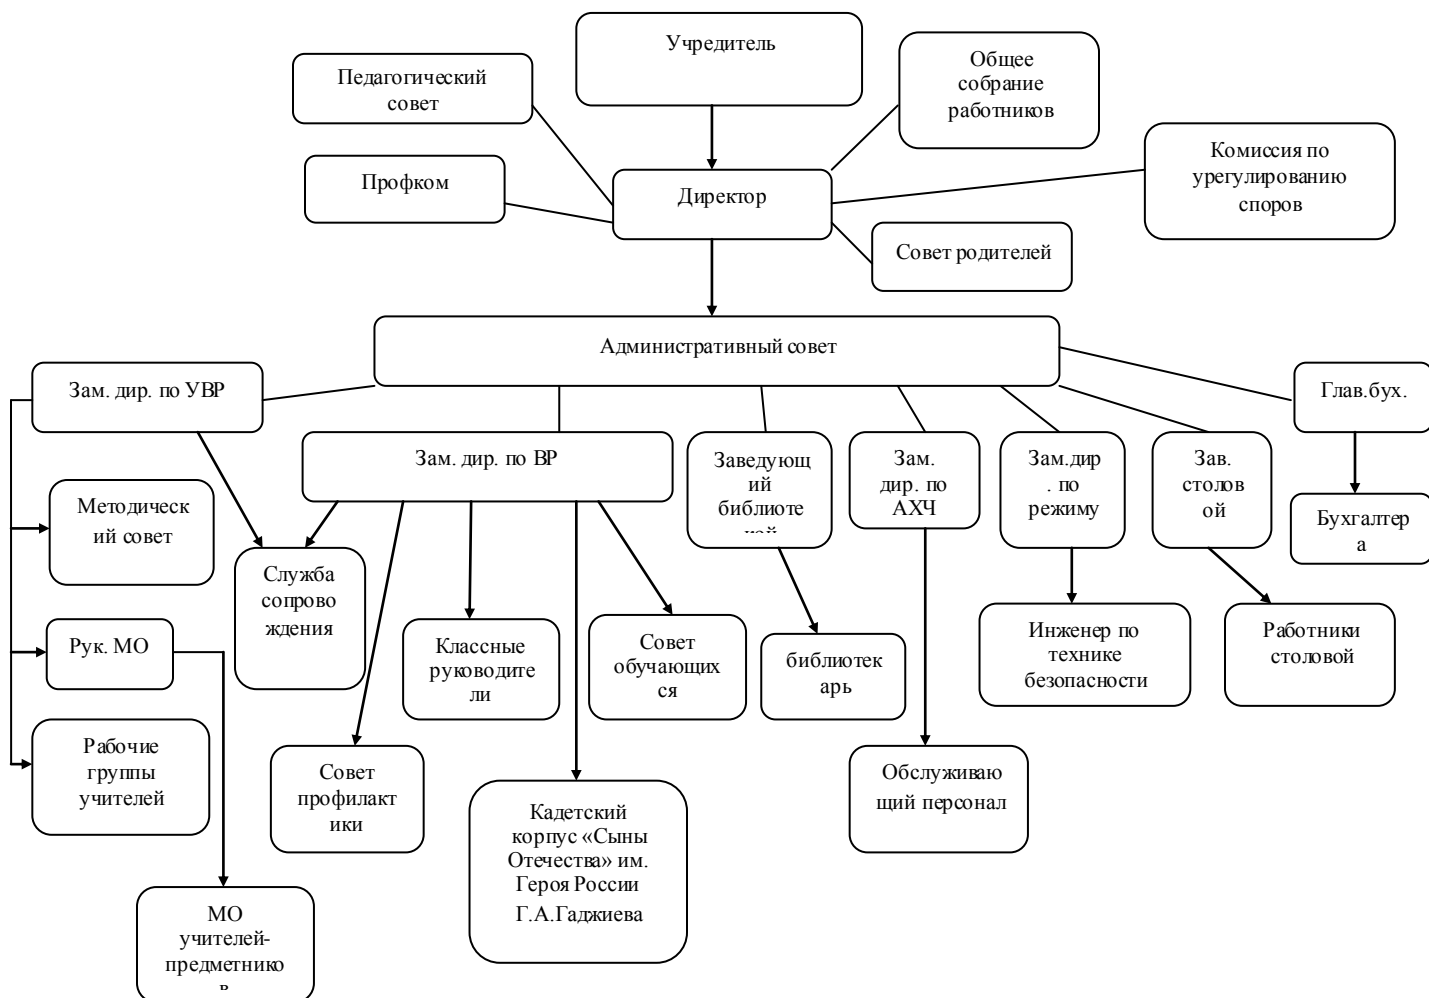 Учредитель
Педагогический
совет
Общее
собрание
работников
Комиссия по
урегулированию
споров
Профком
Директор
Совет родителей
Административный совет
Зам. дир. по УВР
Глав.бух.
Зам. дир. по ВР
Заведующ
ий
библиоте
кой
Зам.
дир. по
АХЧ
Зам.дир
. по
режиму
Зав.
столов
ой
Бухгалтер
а
Методическ
ий совет
Служба
сопрово
ждения
Рук. МО
Классные
руководите
ли
Совет
обучающих
ся
библиотек
арь
Инженер по
технике
безопасности
Работники
столовой
Рабочие
группы
учителей
Совет
профилакт
ики
Кадетский
корпус «Сыны
Отечества» им.
Героя России
Г.А.Гаджиева
Обслуживаю
щий персонал
МО
учителей-
предметнико
в